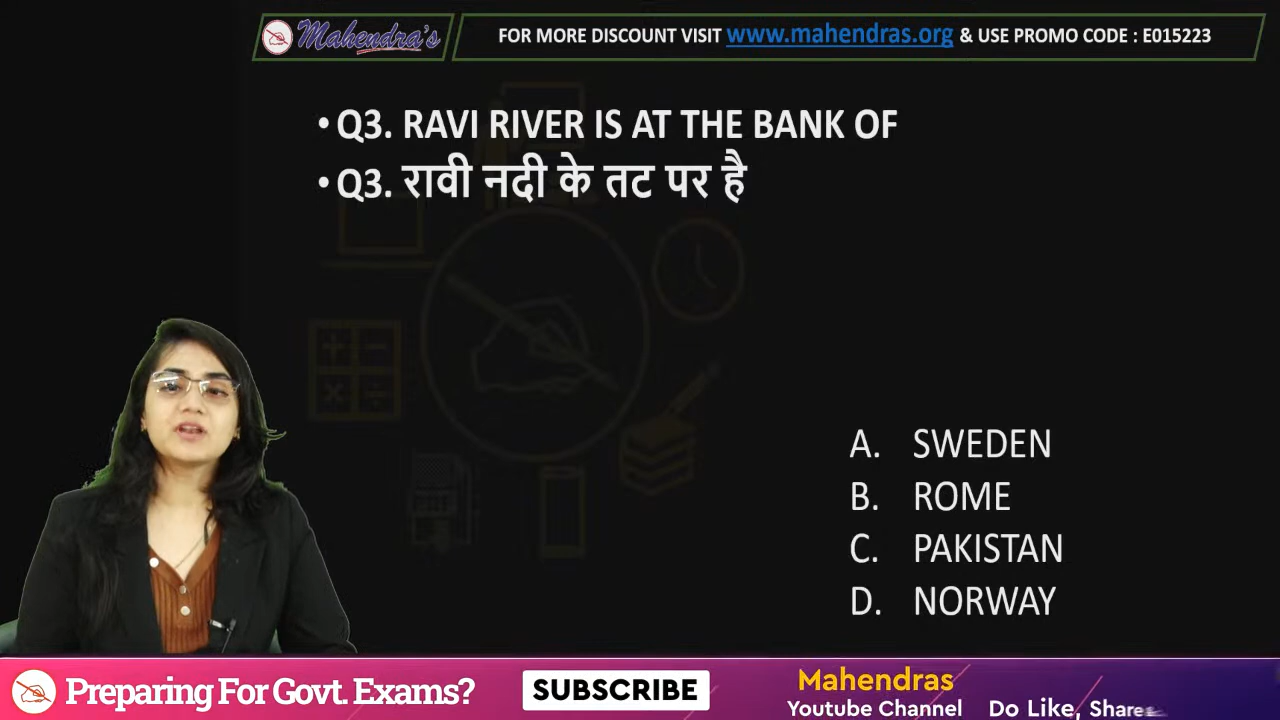 Mahendra's
FOR MORE DISCOUNT VISIT www.mahendras.org & USE PROMO CODE : E015223
• Q3. RAVI RIVER IS AT THE BANK OF
• Q3. रावी नदी के तट पर है
A. SWEDEN
B. ROME
C. PAKISTAN
D. NORWAY
Preparing For Govt. Exams?
SUBSCRIBE
Mahendras
Youtube Channel Do Like, Share